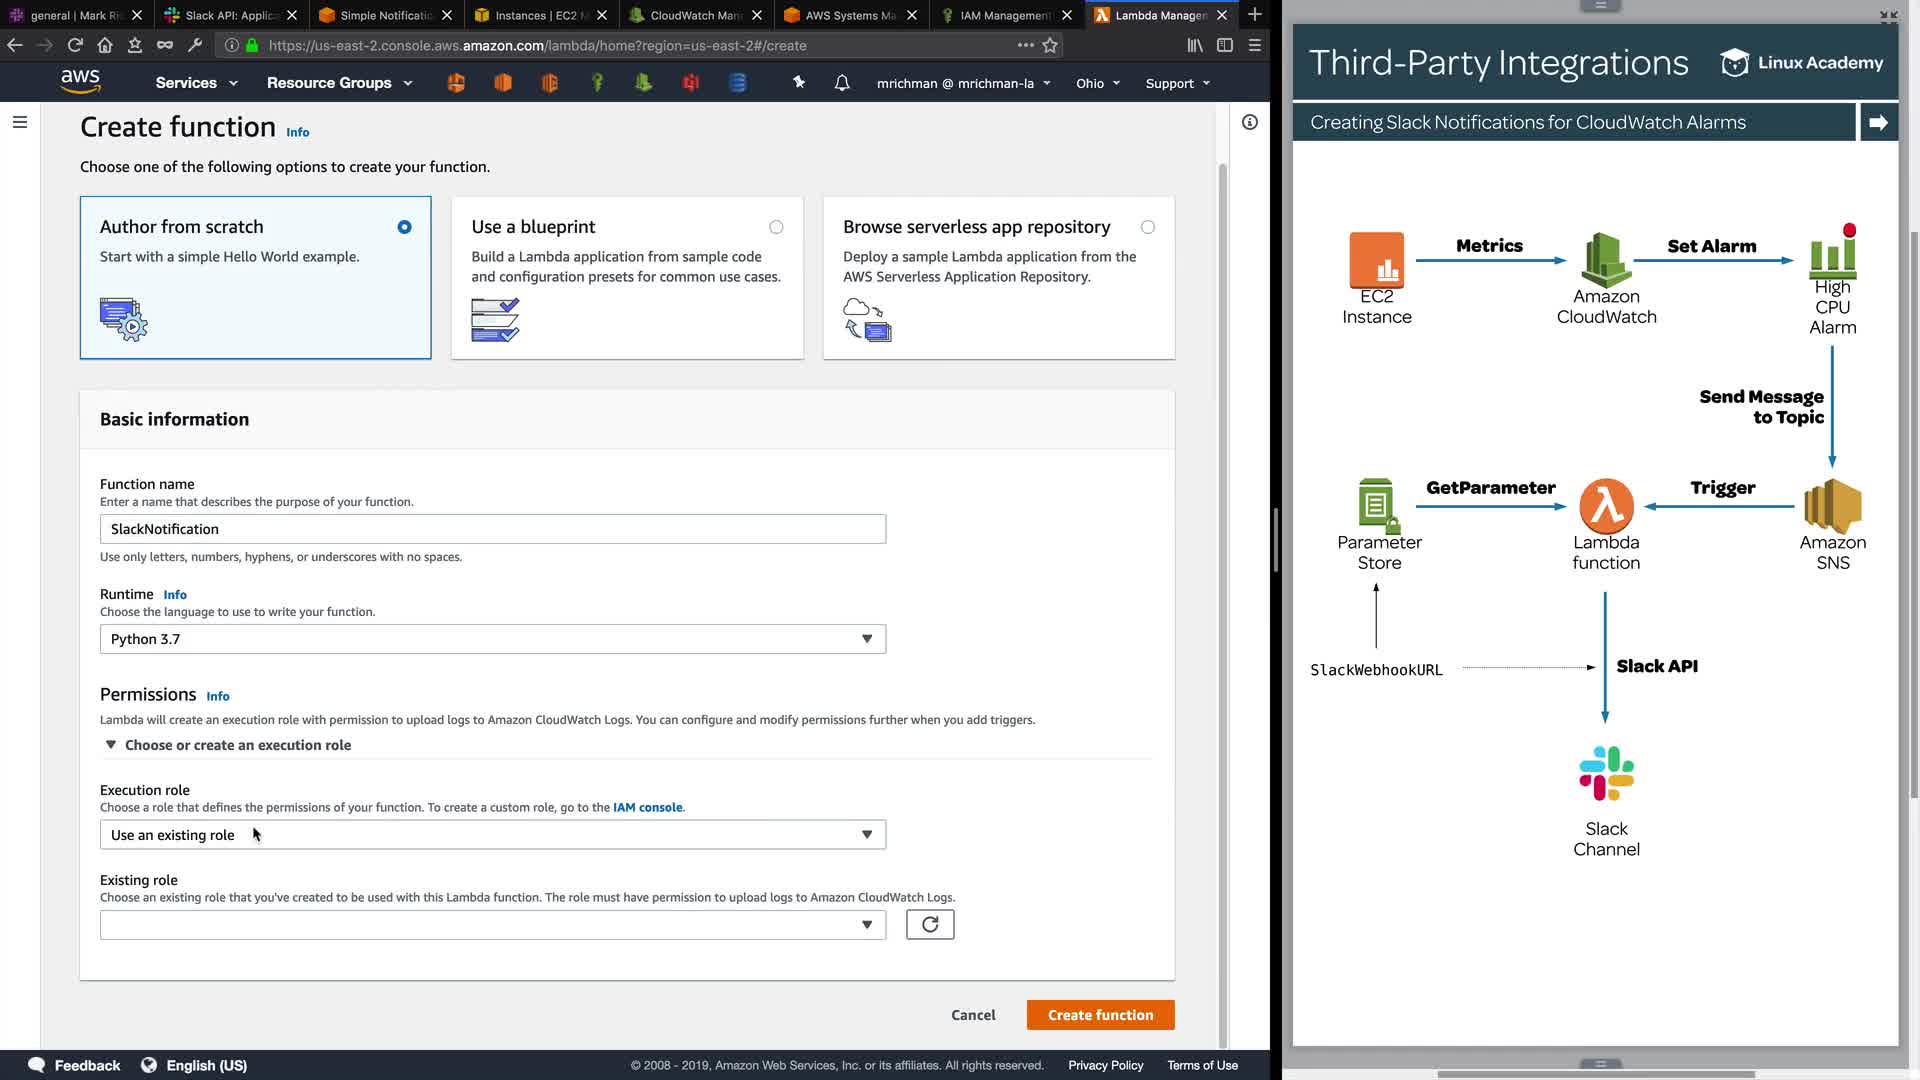 general | Mark Ri
Slack API: Applica
Simple Notificatio
Instances | EC2 M
CloudWatch Man
AWS Systems Ma
IAM Management
Lambda Managem
https://us-east-2.console.aws.amazon.com/lambda/home?region=us-east-2#/create
aws
Services
Resource Groups
mrichman @ mrichman-la
Ohio
Support
Create function Info
Choose one of the following options to create your function.
Author from scratch
Start with a simple Hello World example.
Use a blueprint
Build a Lambda application from sample code
and configuration presets for common use cases.
Browse serverless app repository
Deploy a sample Lambda application from the
AWS Serverless Application Repository.
Basic information
Function name
Enter a name that describes the purpose of your function.
SlackNotification
Use only letters, numbers, hyphens, or underscores with no spaces.
Runtime Info
Choose the language to use to write your function.
Python 3.7
Permissions Info
Lambda will create an execution role with permission to upload logs to Amazon CloudWatch Logs. You can configure and modify permissions further when you add triggers.
Choose or create an execution role
Execution role
Choose a role that defines the permissions of your function. To create a custom role, go to the IAM console.
Use an existing role
Existing role
Choose an existing role that you've created to be used with this Lambda function. The role must have permission to upload logs to Amazon CloudWatch Logs.
Cancel
Create function
Feedback
English (US)
© 2008 - 2019, Amazon Web Services, Inc. or its affiliates. All rights reserved.
Privacy Policy
Terms of Use
Third-Party Integrations
Linux Academy
Creating Slack Notifications for CloudWatch Alarms
Metrics
Set Alarm
EC2
Instance
Amazon
CloudWatch
High
CPU
Alarm
Send Message
to Topic
GetParameter
Trigger
Parameter
Store
Lambda
function
Amazon
SNS
SlackWebhookURL
Slack API
Slack
Channel